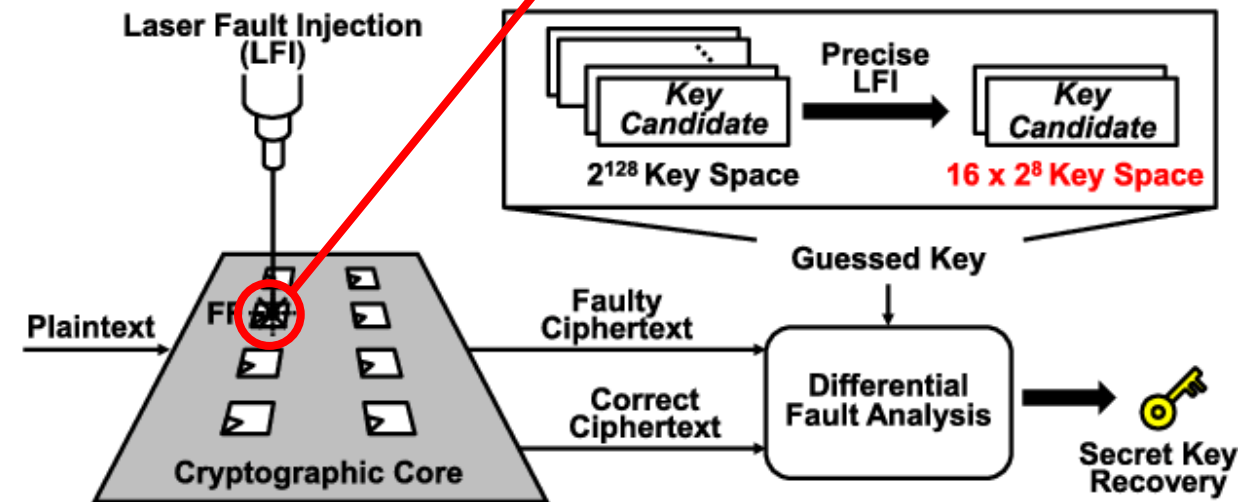 Laser Fault Injection
(LFI)
Key
Candidate
Precise
LFI
Key
Candidate
2¹²⁸ Key Space
16 x 2⁸ Key Space
Guessed Key
Plaintext
Faulty
Ciphertext
Correct
Ciphertext
Differential
Fault Analysis
Secret Key
Recovery
Cryptographic Core